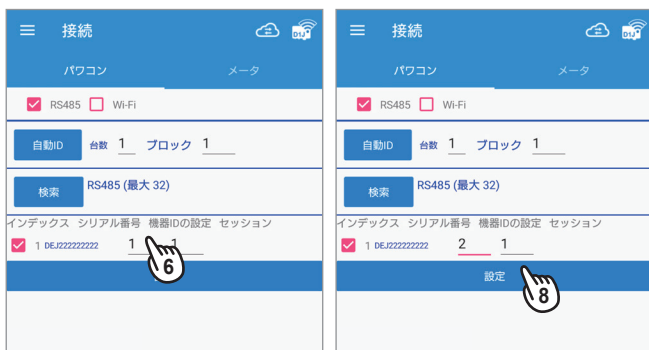 接続
D1J
パワコン メータ
RS485 Wi-Fi
自動ID 台数 1 ブロック 1
検索 RS485 (最大 32)
インデックス シリアル番号 機器IDの設定 セッション
1 DEJ222222222 1 1
6
接続
D1J
パワコン メータ
RS485 Wi-Fi
自動ID 台数 1 ブロック 1
検索 RS485 (最大 32)
インデックス シリアル番号 機器IDの設定 セッション
1 DEJ222222222 2 1
設定
8